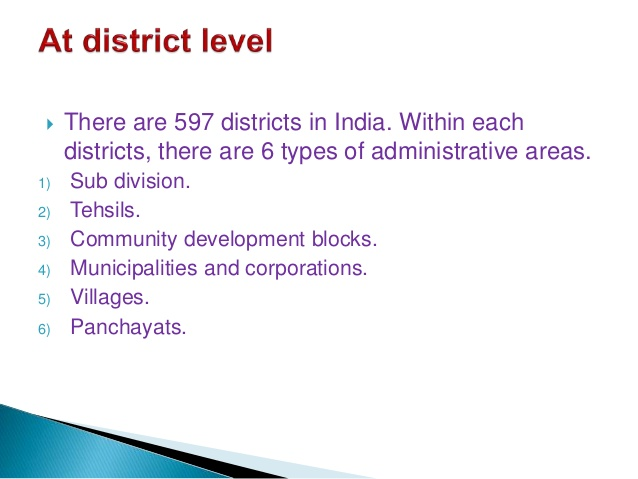 At district level
There are 597 districts in India. Within each
districts, there are 6 types of administrative areas.
1) Sub division.
2) Tehsils.
3) Community development blocks.
4) Municipalities and corporations.
5) Villages.
6) Panchayats.